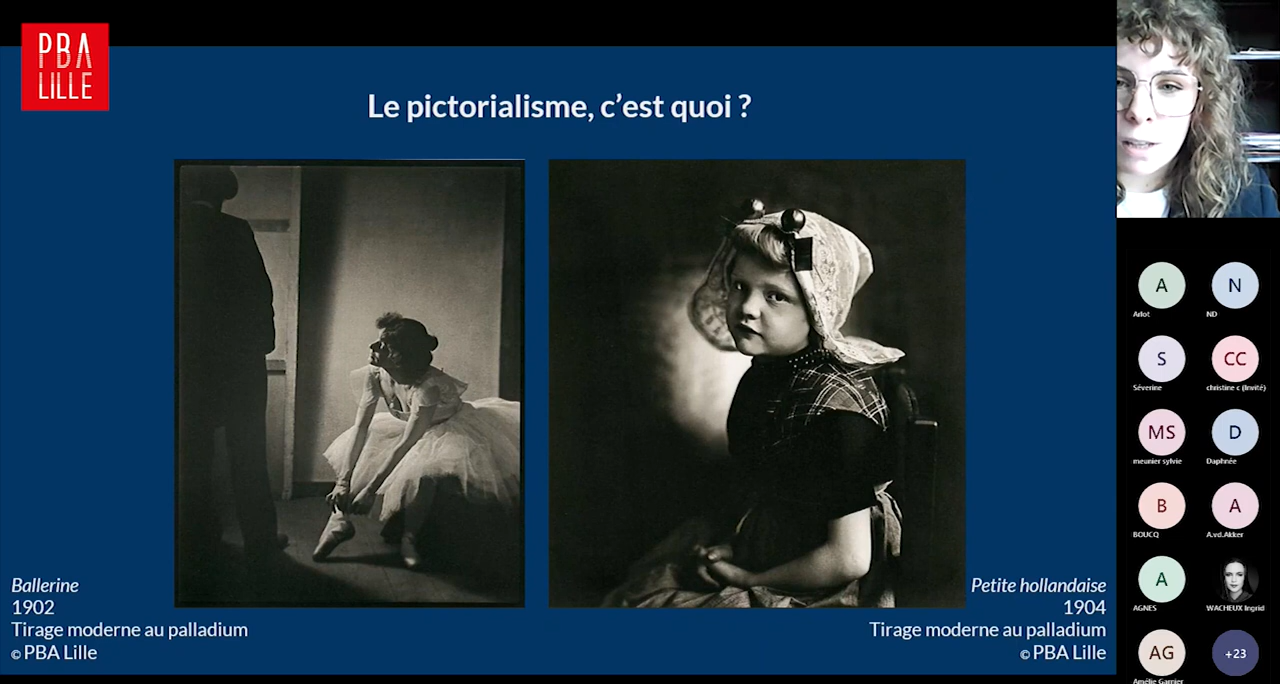 PBA
LILLE
Le pictorialisme, c'est quoi ?
Ballerine
1902
Tirage moderne au palladium
© PBA Lille
Petite hollandaise
1904
Tirage moderne au palladium
© PBA Lille
A
Arlot
N
ND
S
Séverine
CC
christine c (Invité)
MS
meunier sylvie
D
Daphnée
B
BOUCQ
A
A.vd.Akker
A
AGNES
WACHEUX Ingrid
AG
Amélie Garnier
+23